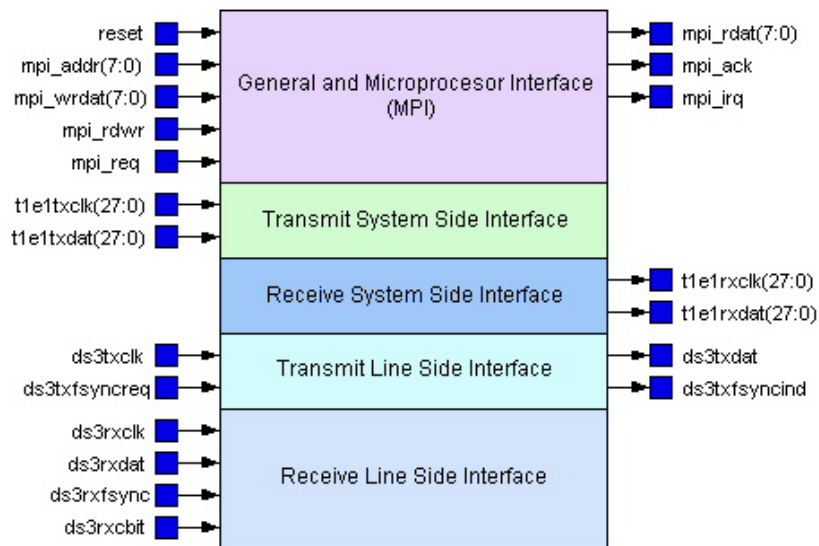 reset
mpi_addr(7:0)
mpi_wrdat(7:0)
mpi_rdwr
mpi_req
General and Microprocesor Interface
(MPI)
mpi_rdat(7:0)
mpi_ack
mpi_irq
t1e1txclk(27:0)
t1e1txdat(27:0)
Transmit System Side Interface
Receive System Side Interface
t1e1rxclk(27:0)
t1e1rxdat(27:0)
ds3txclk
ds3txfsyncreq
Transmit Line Side Interface
ds3txdat
ds3txfsyncind
ds3rxclk
ds3rxdat
ds3rxfsync
ds3rxcbit
Receive Line Side Interface